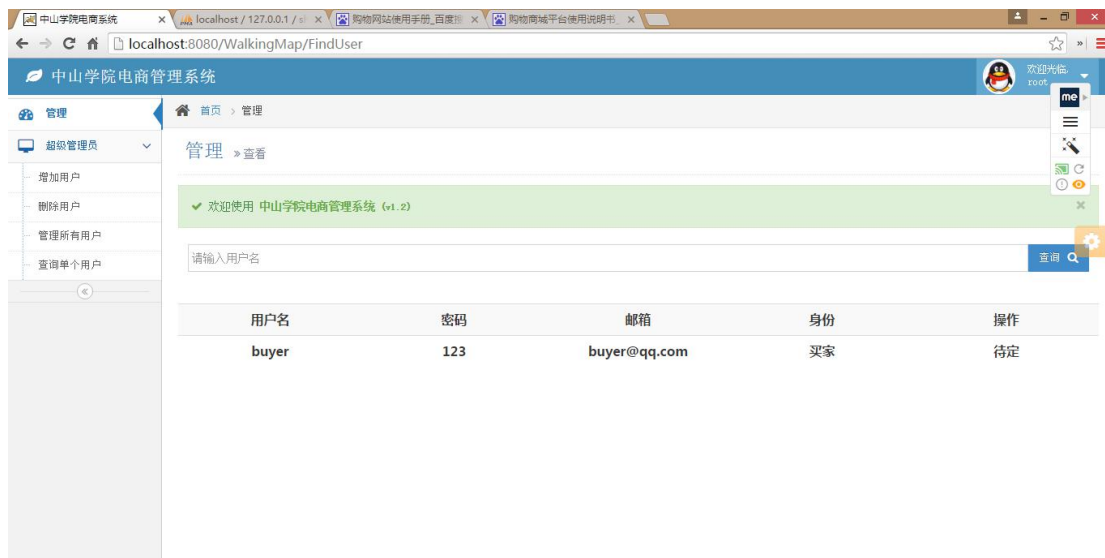 中山学院电商系统
localhost / 127.0.0.1 / sl
购物网站使用手册_百度
购物商城平台使用说明书_
localhost:8080/WalkingMap/FindUser
中山学院电商管理系统
欢迎光临,
root
me
管理
首页 > 管理
超级管理员
管理 » 查看
增加用户
删除用户
欢迎使用 中山学院电商管理系统 (v1.2)
管理所有用户
查询单个用户
请输入用户名
查询
用户名 密码 邮箱 身份 操作
buyer 123 buyer@qq.com 买家 待定